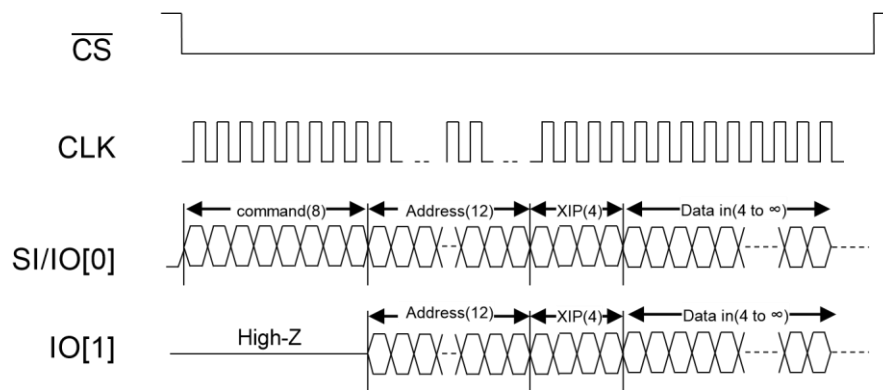 CS
CLK
command(8) Address(12) XIP(4) Data in(4 to ∞)
SI/IO[0]
Address(12) XIP(4) Data in(4 to ∞)
High-Z
IO[1]